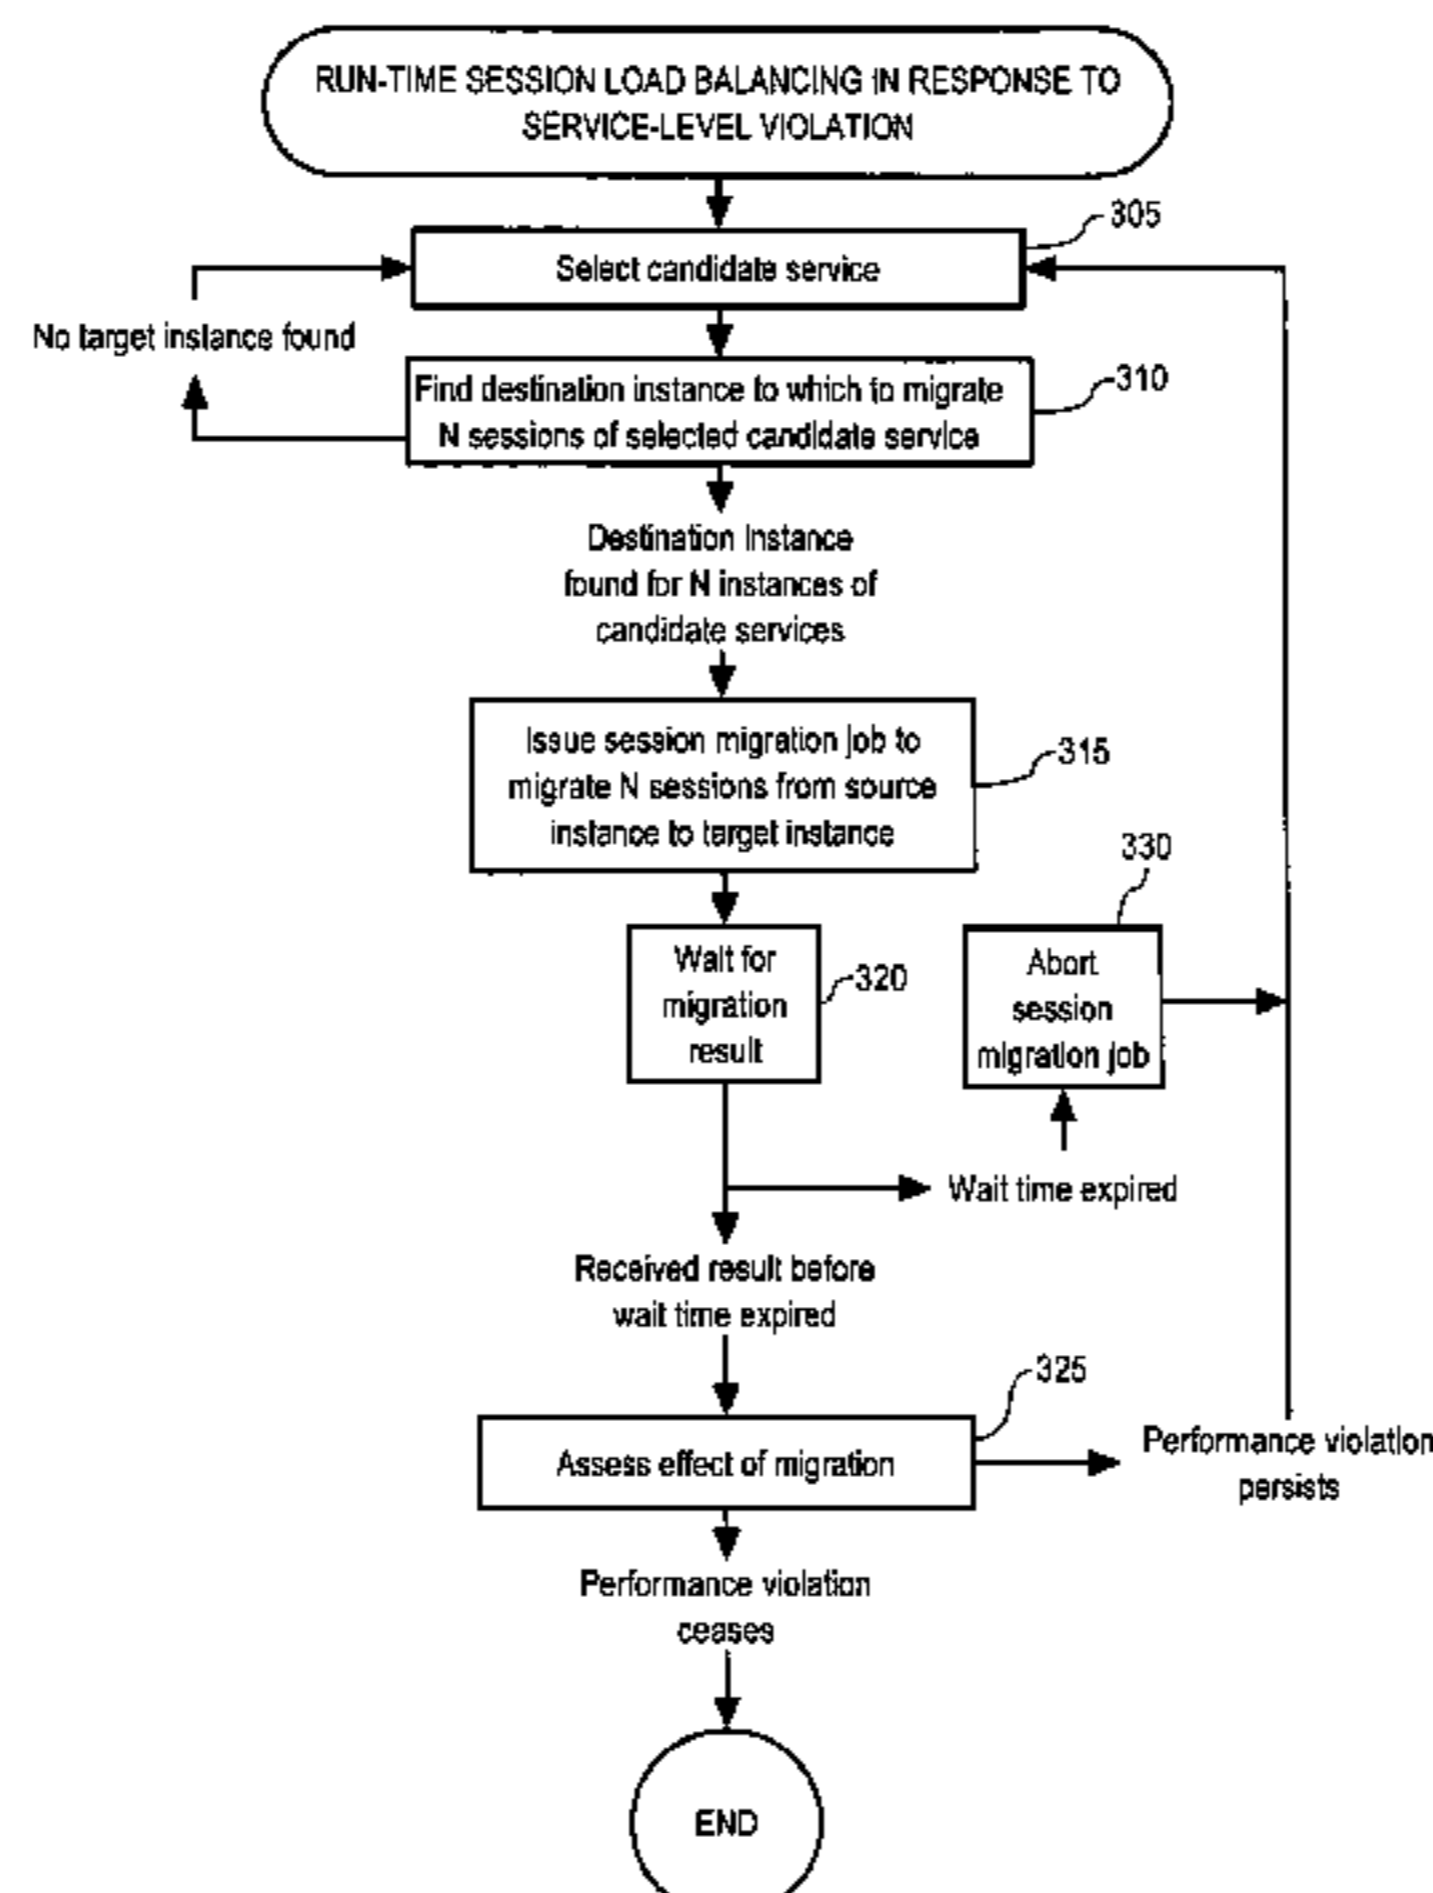 RUN-TIME SESSION LOAD BALANCING IN RESPONSE TO
SERVICE-LEVEL VIOLATION
305
Select candidate service
No target instance found
310
Find destination instance to which to migrate
N sessions of selected candidate service
Destination Instance
found for N instances of
candidate services
Issue session migration job to
migrate N sessions from source
instance to target instance
315
330
Wait for
migration
result
320
Abort
session
migration job
Wait time expired
Received result before
wait time expired
325
Assess effect of migration
Performance violation
persists
Performance violation
ceases
END